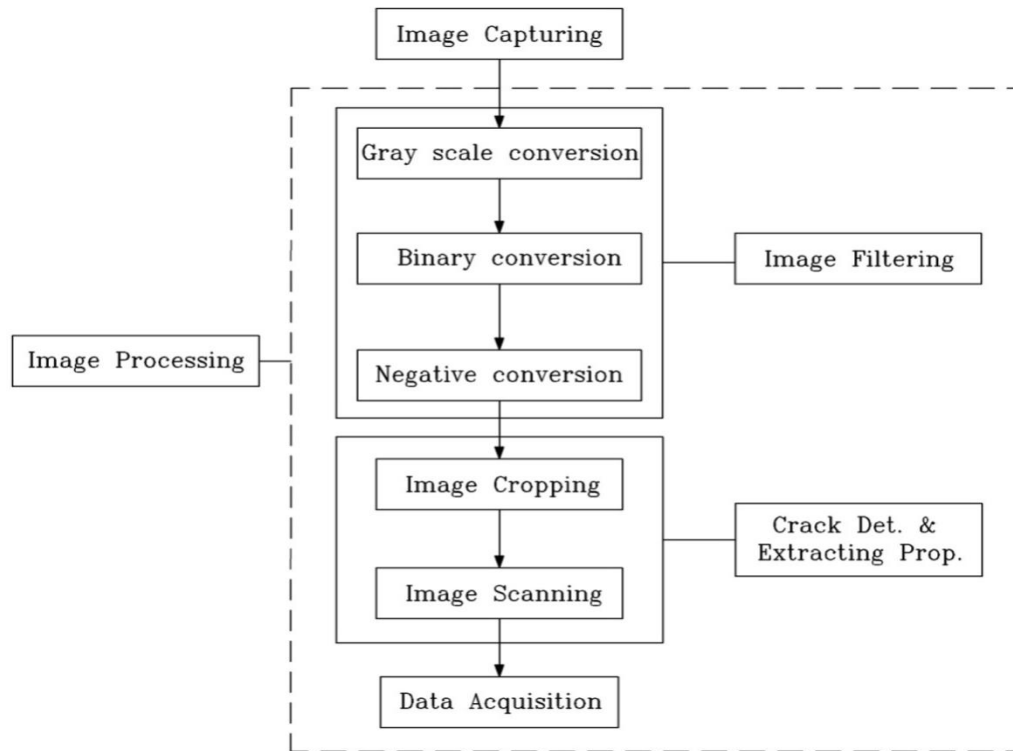 Image Capturing
Gray scale conversion
Binary conversion
Image Filtering
Image Processing
Negative conversion
Image Cropping
Crack Det. &
Extracting Prop.
Image Scanning
Data Acquisition